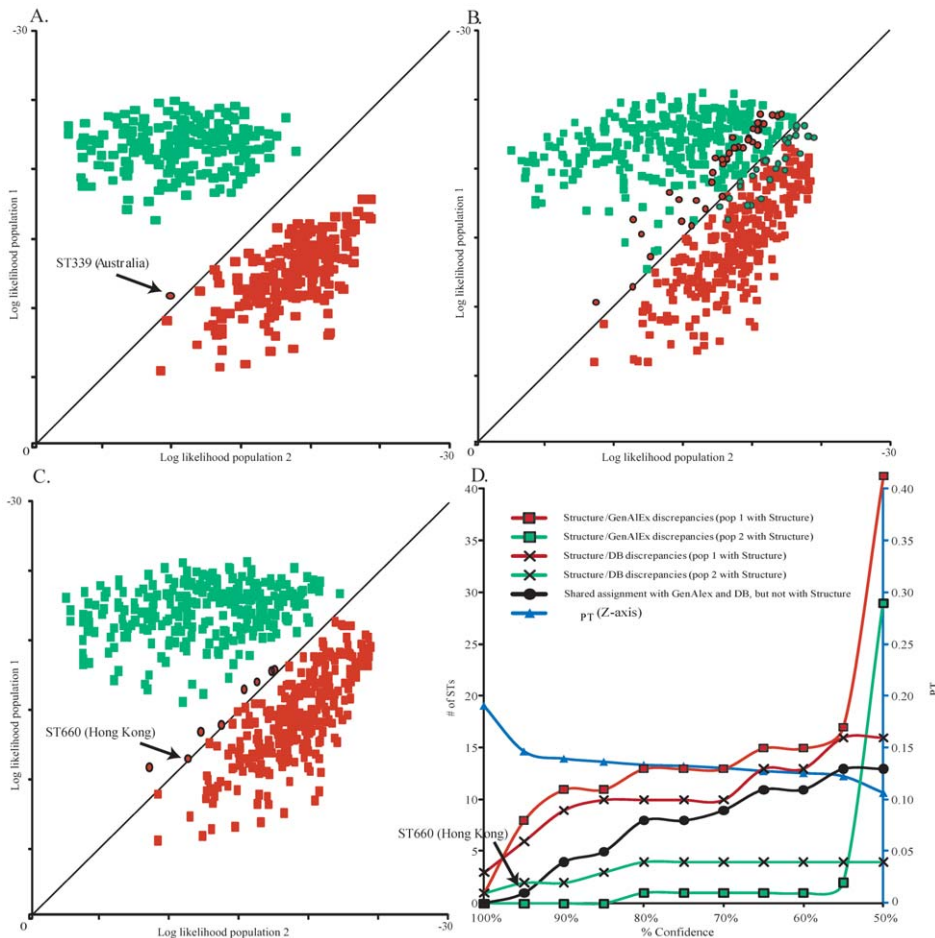 A.
-30
Log likelihood population 1
ST339 (Australia)
0
Log likelihood population 2
-30
B.
-30
Log likelihood population 1
0
Log likelihood population 2
-30
C.
-30
Log likelihood population 1
ST660 (Hong Kong)
0
Log likelihood population 2
-30
D.
40
35
30
25
20
15
10
5
0
# of STs
Structure/GenAlEx discrepancies (pop 1 with Structure)
Structure/GenAlEx discrepancies (pop 2 with Structure)
Structure/DB discrepancies (pop 1 with Structure)
Structure/DB discrepancies (pop 2 with Structure)
Shared assignment with GenAlex and DB, but not with Structure
PT (Z-axis)
ST660 (Hong Kong)
0.40
0.35
0.30
0.25
0.20
0.15
0.10
0.05
0
PT
100%
90%
80%
70%
60%
50%
% Confidence